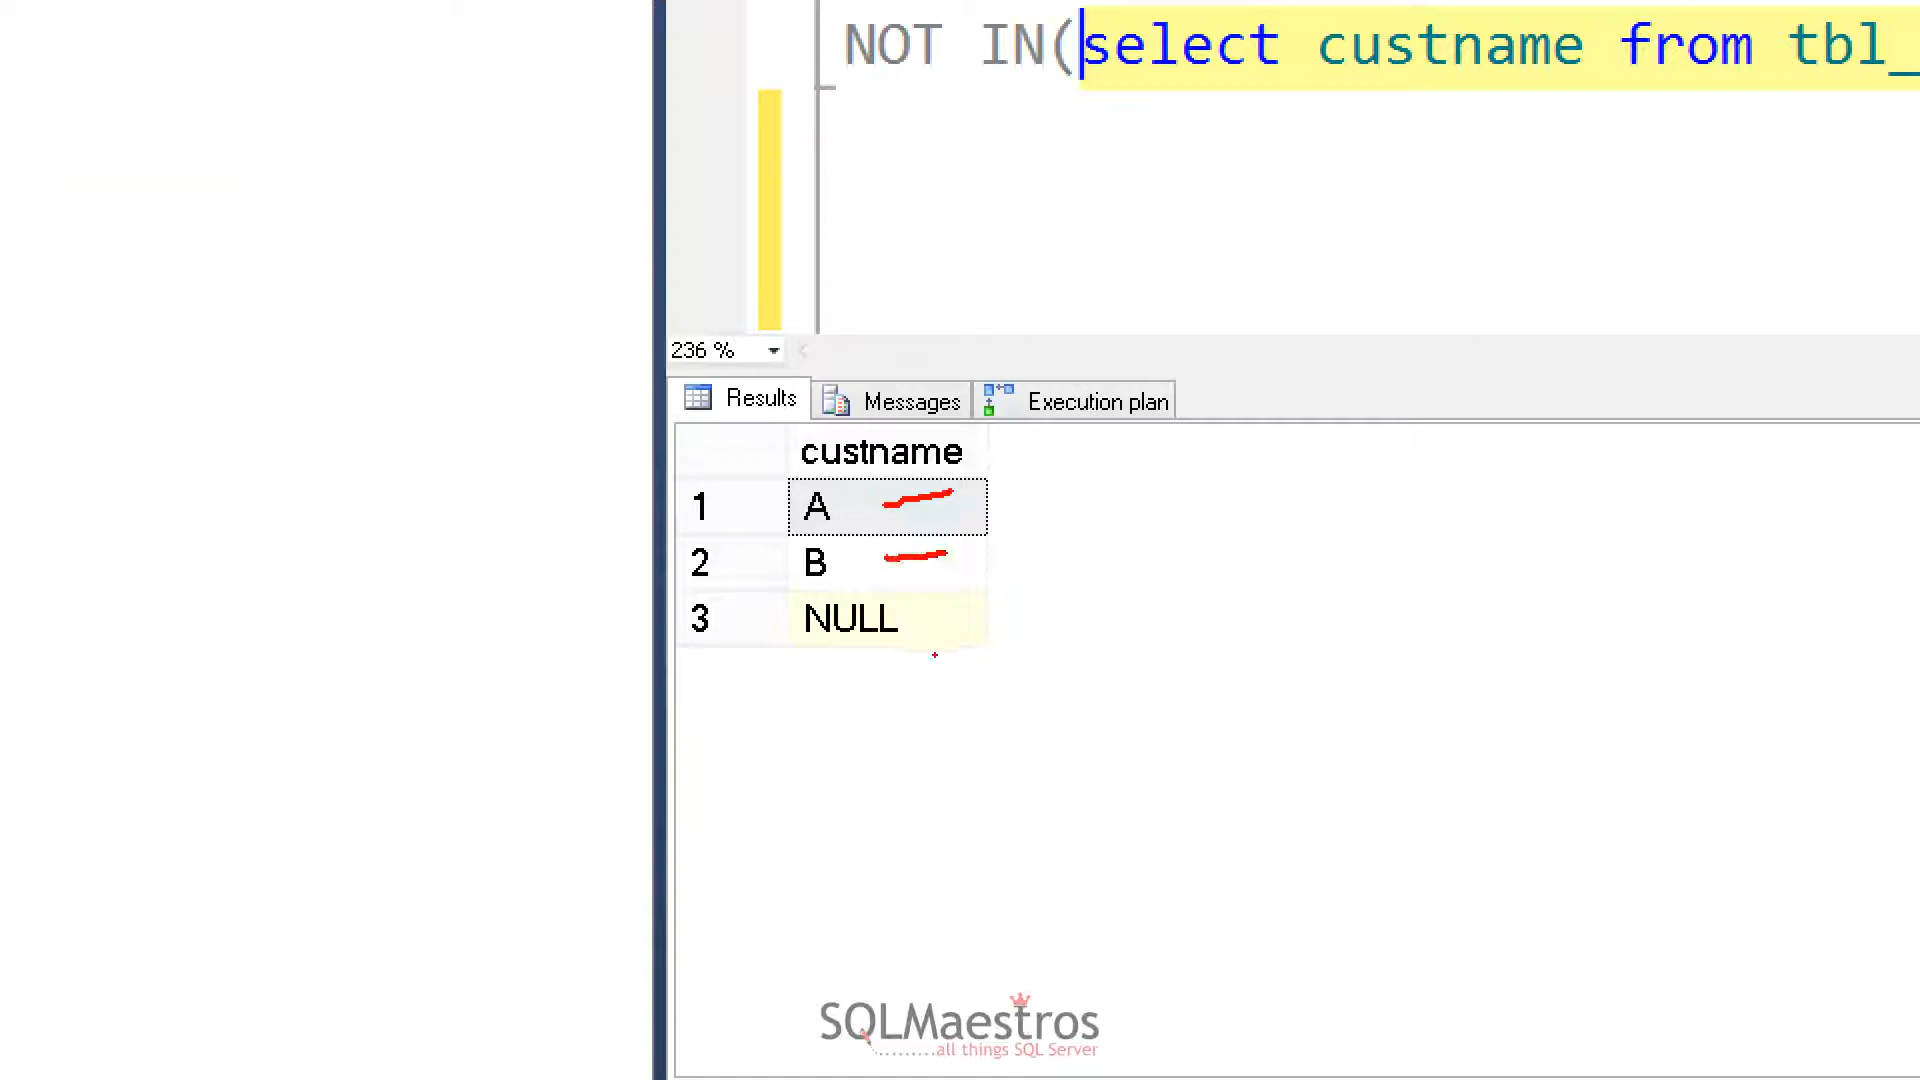 NOT IN(select custname from tbl_
236 %
Results Messages Execution plan
custname
1 A
2 B
3 NULL
SQLMaestros
.........all things SQL Server